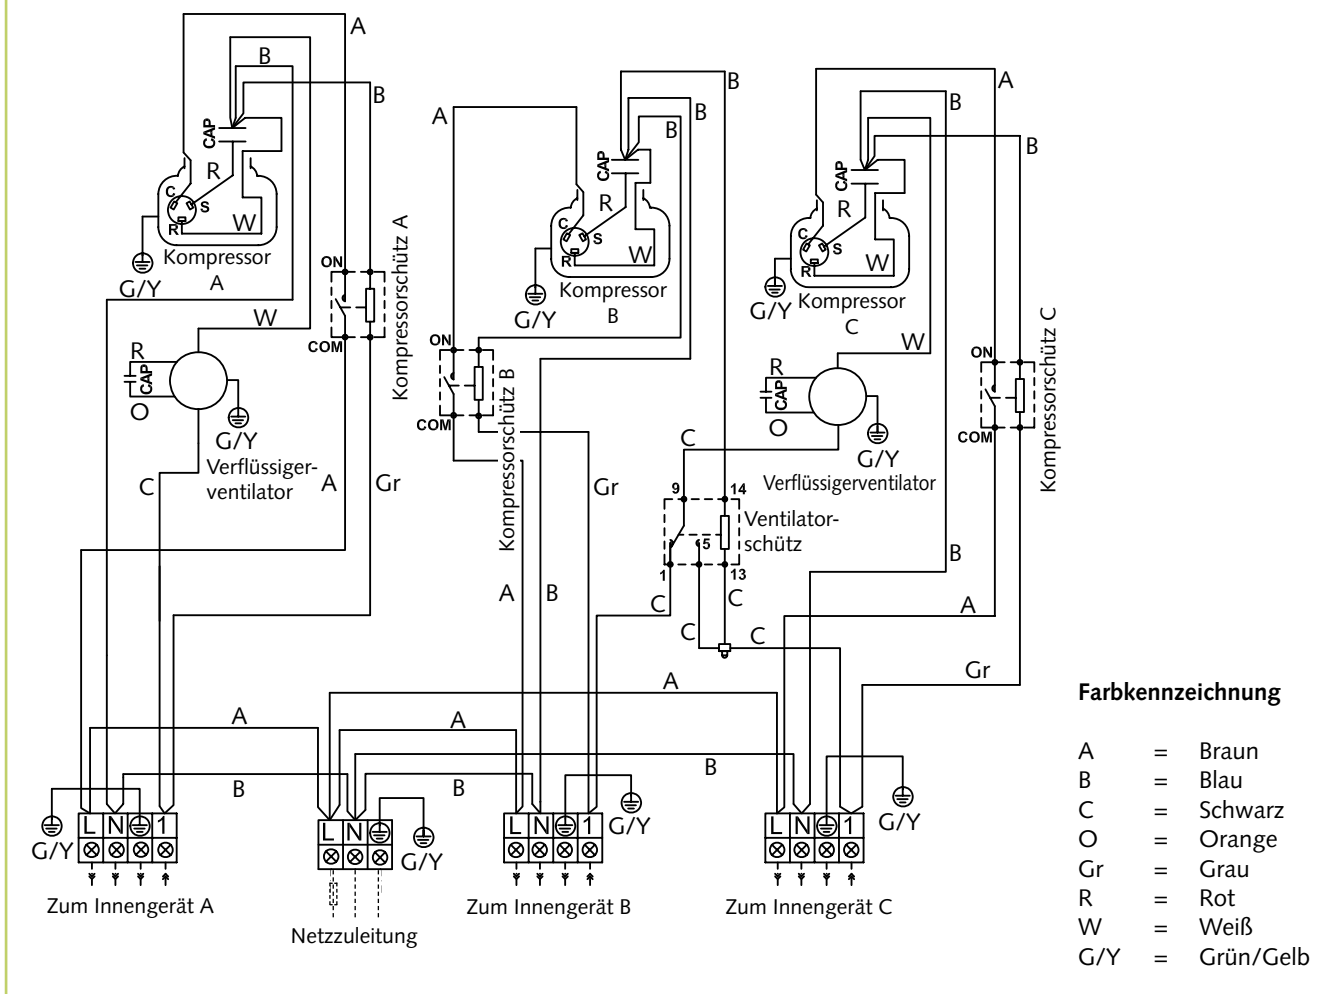 A
B
B
CAP
R
C
S
R
W
Kompressor
A
G/Y
ON
COM
Kompressorschütz A
W
R
CAP
O
G/Y
Verflüssiger-
ventilator
C
A
Gr
A
B
B
B
CAP
R
C
S
R
W
Kompressor
B
G/Y
ON
COM
Kompressorschütz B
Gr
A
B
A
B
B
CAP
R
C
S
R
W
Kompressor
C
G/Y
W
R
CAP
O
G/Y
Verflüssigerventilator
C
ON
COM
Kompressorschütz C
9
14
Ventilator-
schütz
5
1
13
C
C
C
C
B
A
Gr
A
A
A
B
B
B
G/Y
L N 1
Zum Innengerät A
L N
G/Y
Netzzuleitung
L N 1
G/Y
Zum Innengerät B
L N 1
G/Y
Zum Innengerät C
Farbkennzeichnung
A = Braun
B = Blau
C = Schwarz
O = Orange
Gr = Grau
R = Rot
W = Weiß
G/Y = Grün/Gelb